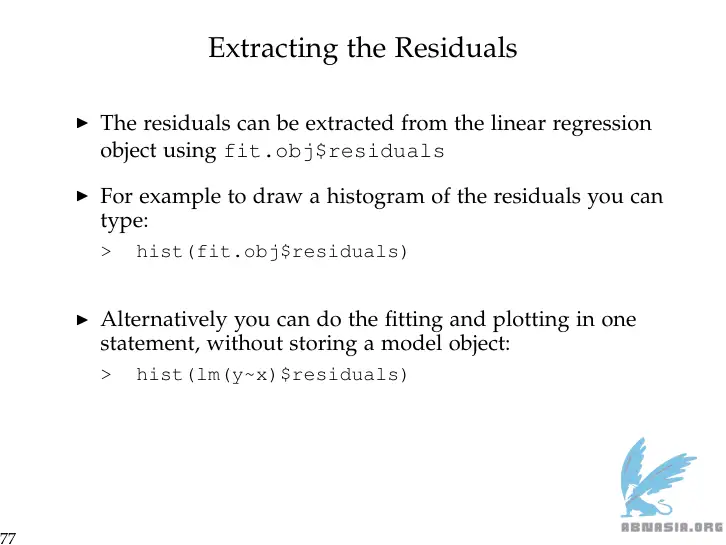 Extracting the Residuals
▶ The residuals can be extracted from the linear regression
object using fit.obj$residuals
▶ For example to draw a histogram of the residuals you can
type:
> hist(fit.obj$residuals)
▶ Alternatively you can do the fitting and plotting in one
statement, without storing a model object:
> hist(lm(y~x)$residuals)
ABNASIA.ORG
77